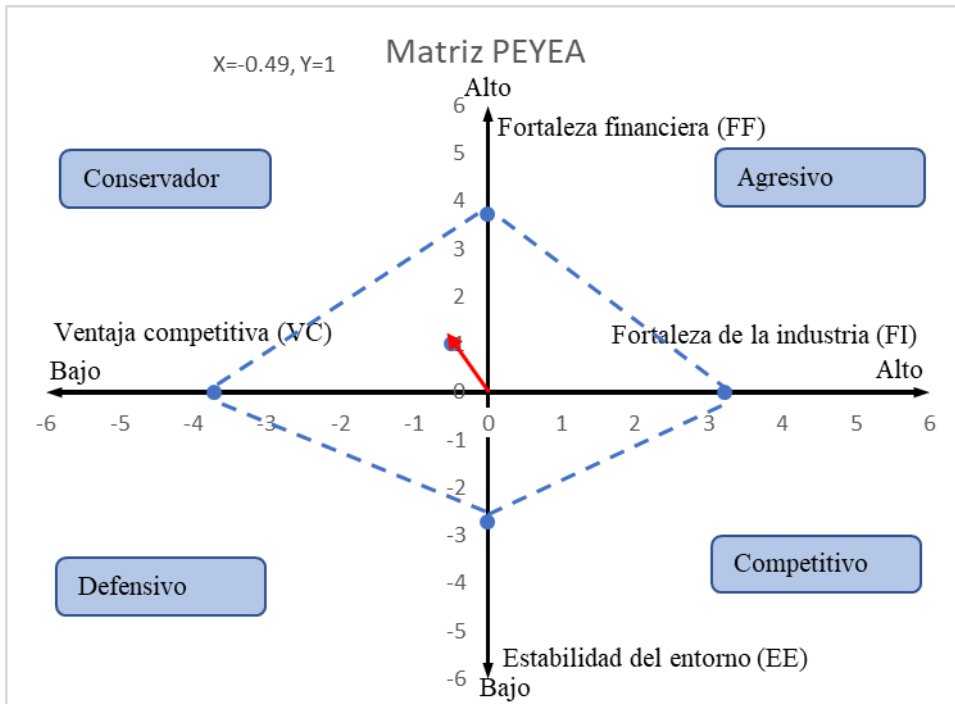 Matriz PEYEA
X=-0.49, Y=1
Alto
6
Fortaleza financiera (FF)
5
Conservador
Agresivo
4
3
2
Ventaja competitiva (VC)
Fortaleza de la industria (FI)
1
Bajo
Alto
0
-6 -5 -4 -3 -2 -1 0 1 2 3 4 5 6
-1
-2
-3
Defensivo
Competitivo
-4
-5
Estabilidad del entorno (EE)
-6
Bajo